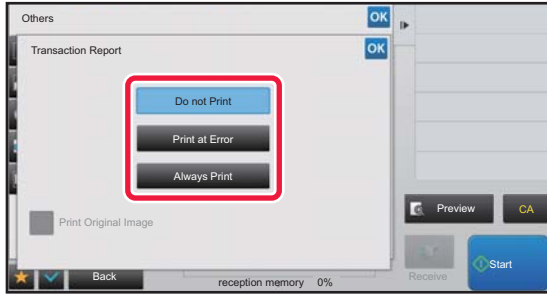 Others
OK
Transaction Report
OK
Do not Print
Print at Error
Always Print
Print Original Image
Preview
CA
Back
reception memory 0%
Receive
Start